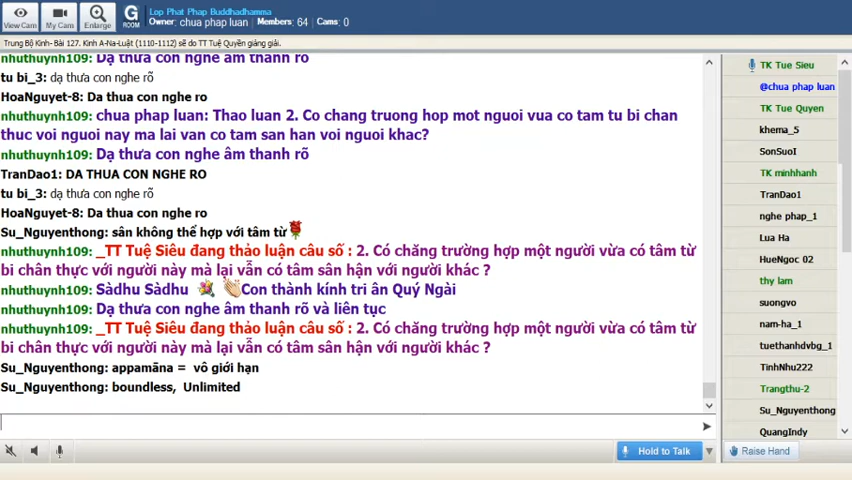 View Cam
My Cam
Enlarge
G
ROOM
Lop Phat Phap Buddhadhamma
Owner: chua phap luan Members: 64 Cams: 0
Trung Bộ Kinh- Bài 127. Kinh A-Na-Luật (1110-1112) sẽ do TT Tuệ Quyền giảng giải.
nhuthuynh109: Dạ thưa con nghe âm thanh rõ
tu bi_3: dạ thưa con nghe rõ
HoaNguyet-8: Da thua con nghe ro
nhuthuynh109: chua phap luan: Thao luan 2. Co chang truong hop mot nguoi vua co tam tu bi chan
thuc voi nguoi nay ma lai van co tam san han voi nguoi khac?
nhuthuynh109: Dạ thưa con nghe âm thanh rõ
TranDao1: DA THUA CON NGHE RO
tu bi_3: dạ thưa con nghe rõ
HoaNguyet-8: Da thua con nghe ro
Su_Nguyenthong: sân không thể hợp với tâm từ
nhuthuynh109: _TT Tuệ Siêu đang thảo luận câu số : 2. Có chăng trường hợp một người vừa có tâm từ
bi chân thực với người này mà lại vẫn có tâm sân hận với người khác ?
nhuthuynh109: Sàdhu Sàdhu Con thành kính tri ân Quý Ngài
nhuthuynh109: Dạ thưa con nghe âm thanh rõ và liên tục
nhuthuynh109: _TT Tuệ Siêu đang thảo luận câu số : 2. Có chăng trường hợp một người vừa có tâm từ
bi chân thực với người này mà lại vẫn có tâm sân hận với người khác ?
Su_Nguyenthong: appamāna = vô giới hạn
Su_Nguyenthong: boundless, Unlimited
Hold to Talk
TK Tue Sieu
@chua phap luan
TK Tue Quyen
khema_5
SonSuoI
TK minhhanh
TranDao1
nghe phap_1
Lua Ha
HueNgoc 02
thy lam
suongvo
nam-ha_1
tuethanhdvbg_1
TinhNhu222
Trangthu-2
Su_Nguyenthong
QuangIndy
Raise Hand